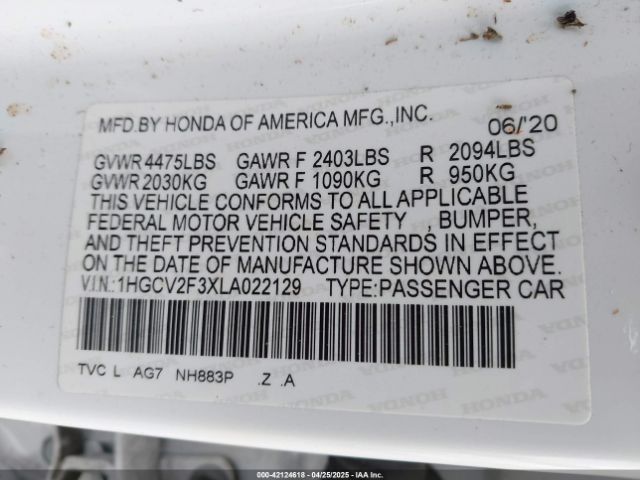 MFD.BY HONDA OF AMERICA MFG.,INC. 06/'20
GVWR 4475LBS GAWR F 2403LBS R 2094LBS
GVWR 2030KG GAWR F 1090KG R 950KG
THIS VEHICLE CONFORMS TO ALL APPLICABLE
FEDERAL MOTOR VEHICLE SAFETY , BUMPER,
AND THEFT PREVENTION STANDARDS IN EFFECT
ON THE DATE OF MANUFACTURE SHOWN ABOVE.
V.I.N.:1HGCV2F3XLA022129 TYPE:PASSENGER CAR
TVC L AG7 NH883P .Z .A
000-42124618 - 04/25/2025 - IAA Inc.